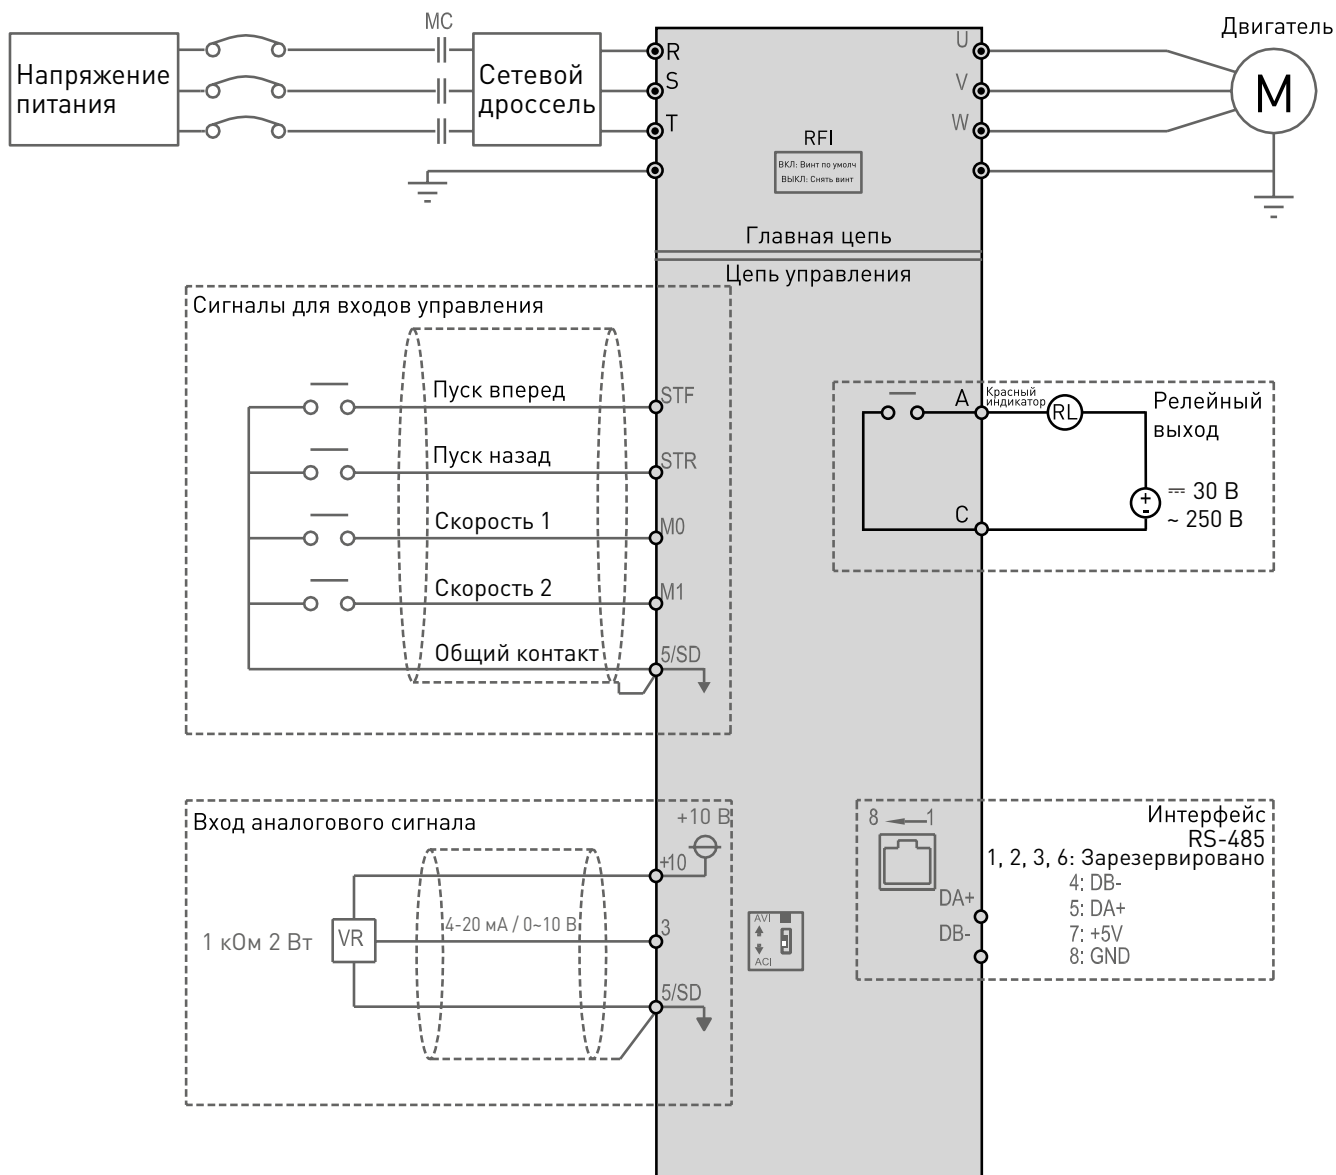 MC
Двигатель
Напряжение
питания
Сетевой
дроссель
R
S
T
U
V
W
M
RFI
ВКЛ: Винт по умолч
ВЫКЛ: Снять винт
Главная цепь
Цепь управления
Сигналы для входов управления
Пуск вперед
STF
Пуск назад
STR
Скорость 1
M0
Скорость 2
M1
Общий контакт
5/SD
A
Красный
индикатор
RL
Релейный
выход
C
+
-
⎓ 30 В
~ 250 В
Вход аналогового сигнала
+10 В
+10
4-20 мА / 0~10 В
3
1 кОм 2 Вт
VR
5/SD
AVI
ACI
8
1
Интерфейс
RS-485
1, 2, 3, 6: Зарезервировано
4: DB-
5: DA+
7: +5V
8: GND
DA+
DB-